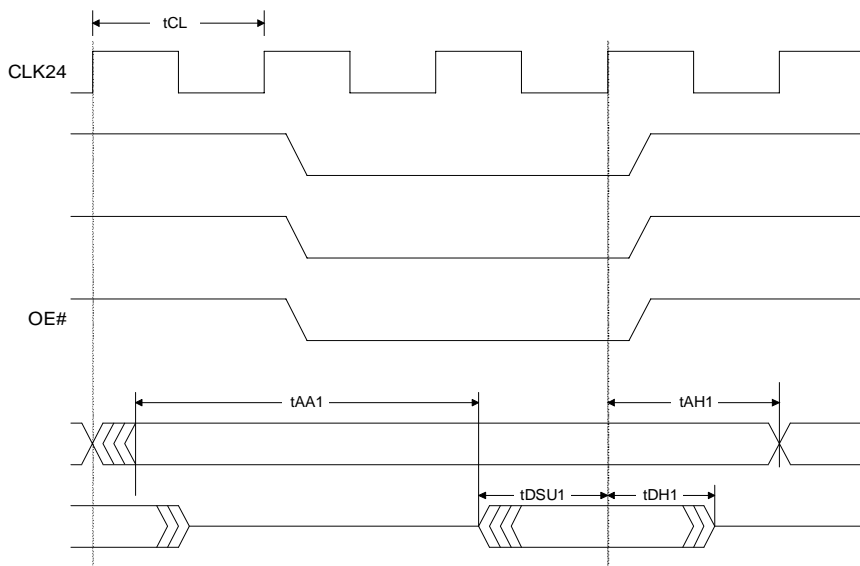 tCL
CLK24
OE#
tAA1
tAH1
tDSU1
tDH1